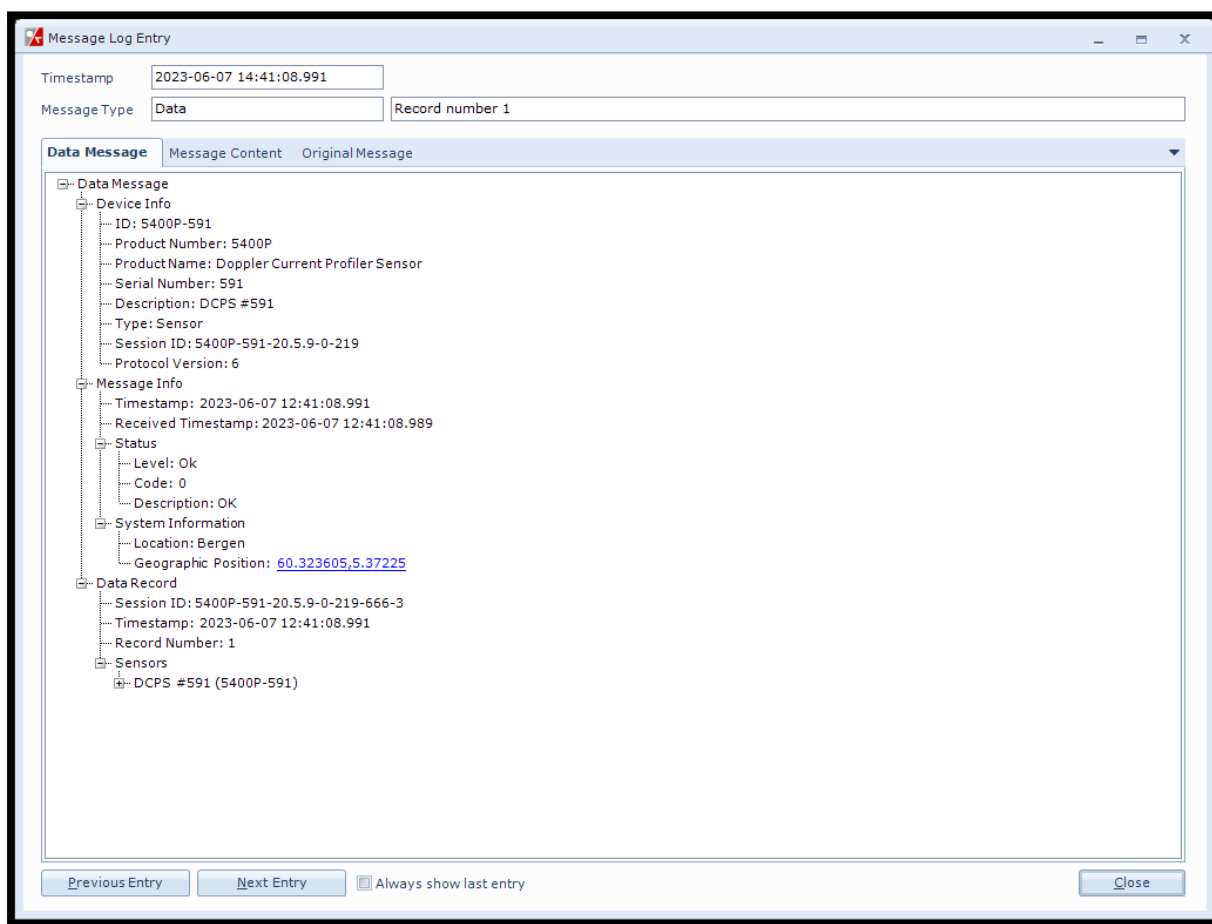 Message Log Entry
Timestamp 2023-06-07 14:41:08.991
Message Type Data Record number 1
Data Message Message Content Original Message
Data Message
Device Info
ID: 5400P-591
Product Number: 5400P
Product Name: Doppler Current Profiler Sensor
Serial Number: 591
Description: DCPS #591
Type: Sensor
Session ID: 5400P-591-20.5.9-0-219
Protocol Version: 6
Message Info
Timestamp: 2023-06-07 12:41:08.991
Received Timestamp: 2023-06-07 12:41:08.989
Status
Level: Ok
Code: 0
Description: OK
System Information
Location: Bergen
Geographic Position: 60.323605,5.37225
Data Record
Session ID: 5400P-591-20.5.9-0-219-666-3
Timestamp: 2023-06-07 12:41:08.991
Record Number: 1
Sensors
DCPS #591 (5400P-591)
Previous Entry Next Entry Always show last entry Close